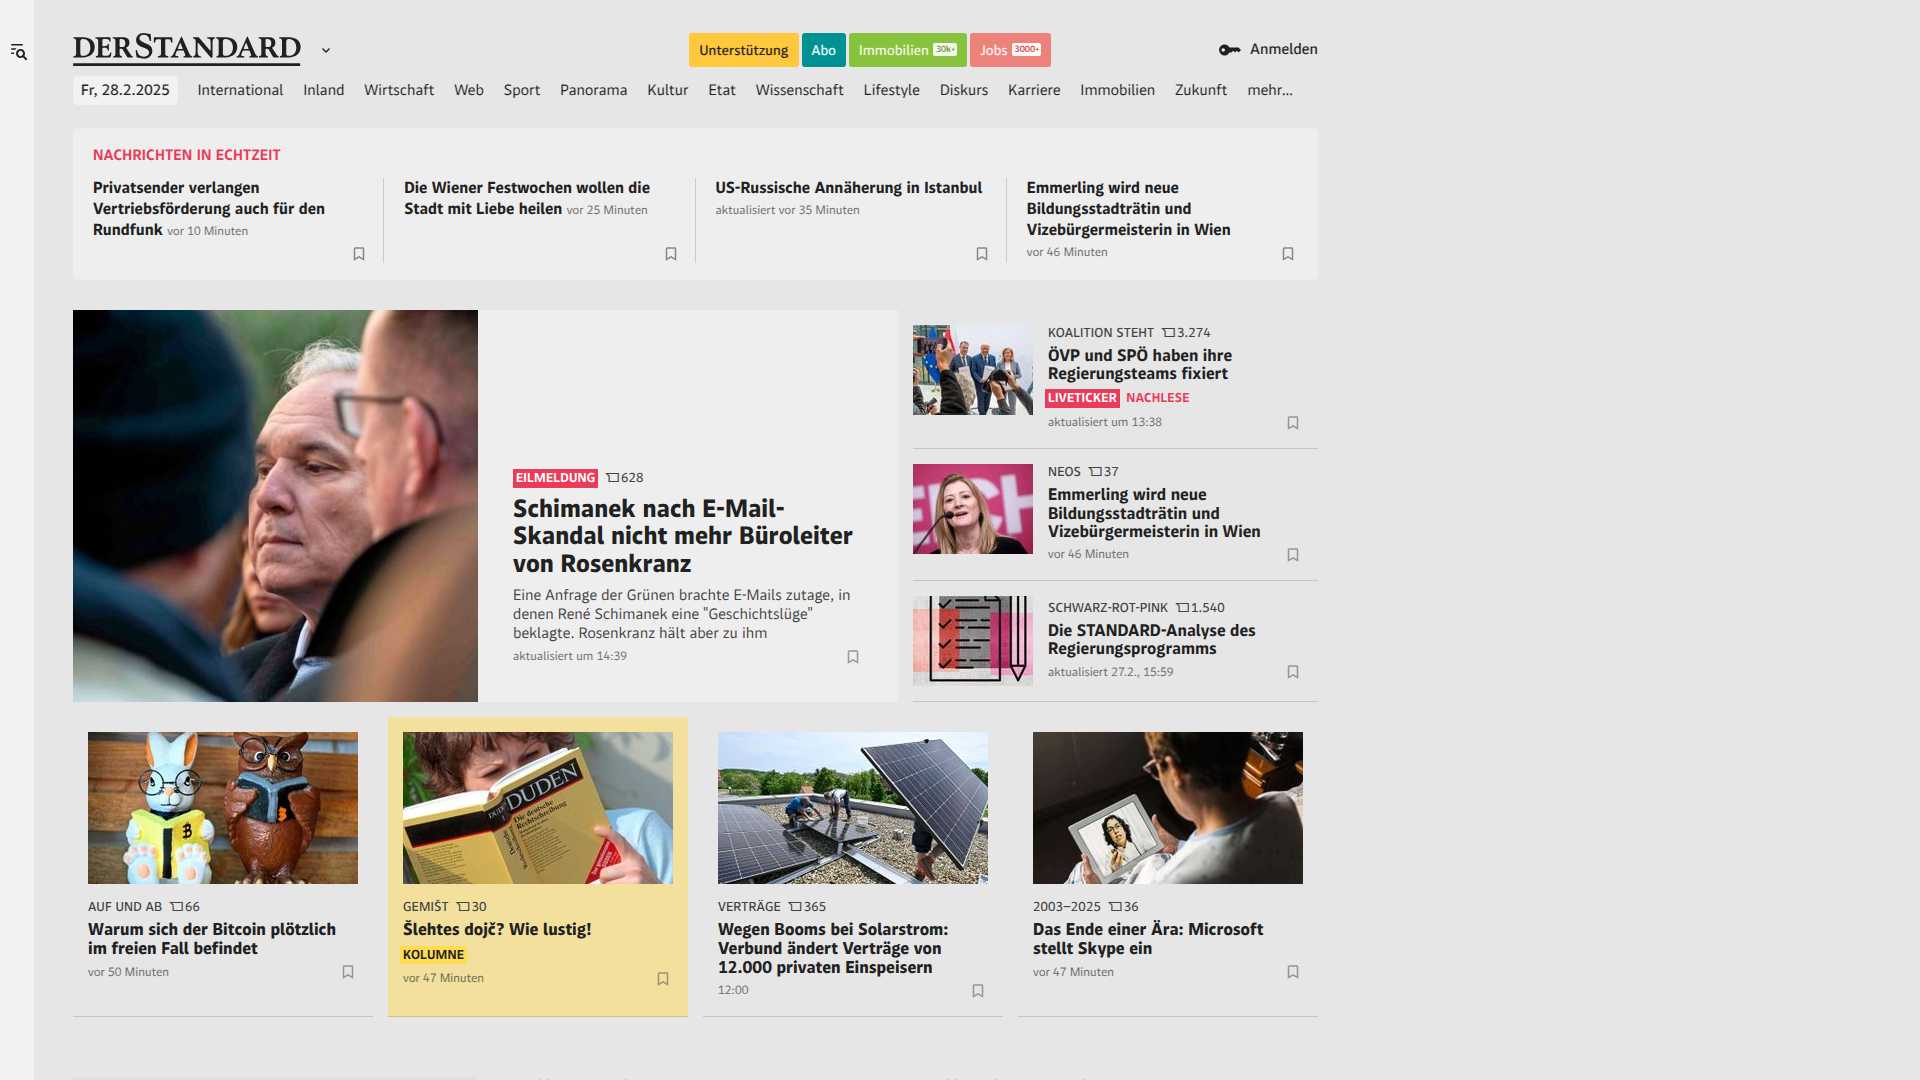 DERSTANDARD
Unterstützung
Abo
Immobilien 30k+
Jobs 3000+
Anmelden
Fr, 28.2.2025
International
Inland
Wirtschaft
Web
Sport
Panorama
Kultur
Etat
Wissenschaft
Lifestyle
Diskurs
Karriere
Immobilien
Zukunft
mehr...
NACHRICHTEN IN ECHTZEIT
Privatsender verlangen
Vertriebsförderung auch für den
Rundfunk vor 10 Minuten
Die Wiener Festwochen wollen die
Stadt mit Liebe heilen vor 25 Minuten
US-Russische Annäherung in Istanbul
aktualisiert vor 35 Minuten
Emmerling wird neue
Bildungsstadträtin und
Vizebürgermeisterin in Wien
vor 46 Minuten
EILMELDUNG 628
Schimanek nach E-Mail-
Skandal nicht mehr Büroleiter
von Rosenkranz
Eine Anfrage der Grünen brachte E-Mails zutage, in
denen René Schimanek eine "Geschichtslüge"
beklagte. Rosenkranz hält aber zu ihm
aktualisiert um 14:39
KOALITION STEHT 3.274
ÖVP und SPÖ haben ihre
Regierungsteams fixiert
LIVETICKER NACHLESE
aktualisiert um 13:38
NEOS 37
Emmerling wird neue
Bildungsstadträtin und
Vizebürgermeisterin in Wien
vor 46 Minuten
SCHWARZ-ROT-PINK 1.540
Die STANDARD-Analyse des
Regierungsprogramms
aktualisiert 27.2., 15:59
AUF UND AB 66
Warum sich der Bitcoin plötzlich
im freien Fall befindet
vor 50 Minuten
DUDEN
Die deutsche
Rechtschreibung
GEMIŠT 30
Šlehtes dojč? Wie lustig!
KOLUMNE
vor 47 Minuten
VERTRÄGE 365
Wegen Booms bei Solarstrom:
Verbund ändert Verträge von
12.000 privaten Einspeisern
12:00
2003–2025 36
Das Ende einer Ära: Microsoft
stellt Skype ein
vor 47 Minuten